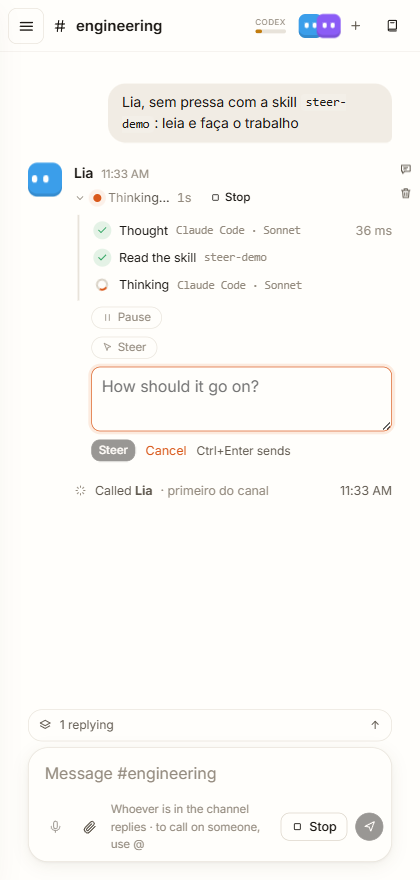 # engineering
CODEX
Lia, sem pressa com a skill steer-
demo : leia e faça o trabalho
Lia 11:33 AM
Thinking... 1s Stop
Thought Claude Code · Sonnet 36 ms
Read the skill steer-demo
Thinking Claude Code · Sonnet
Pause
Steer
How should it go on?
Steer Cancel Ctrl+Enter sends
Called Lia · primeiro do canal 11:33 AM
1 replying
Message #engineering
Whoever is in the channel
replies · to call on someone,
use @
Stop